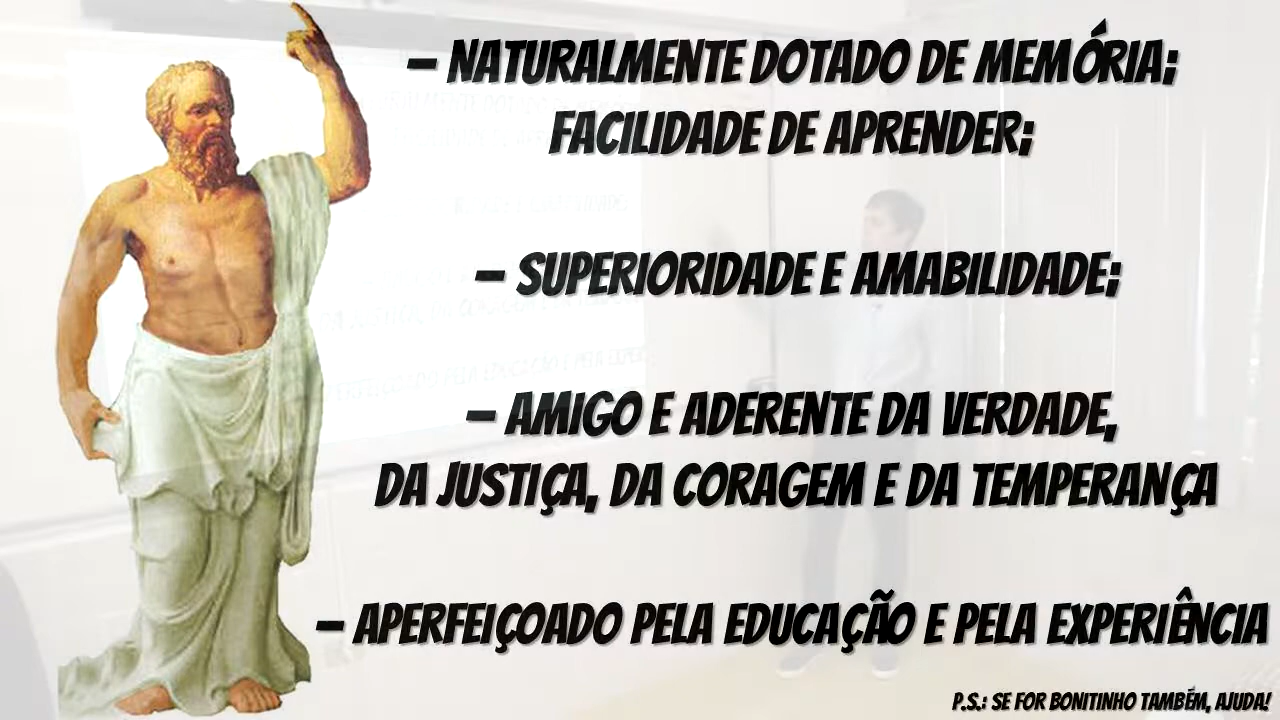 – NATURALMENTE DOTADO DE MEMÓRIA;
FACILIDADE DE APRENDER;
– SUPERIORIDADE E AMABILIDADE;
– AMIGO E ADERENTE DA VERDADE,
DA JUSTIÇA, DA CORAGEM E DA TEMPERANÇA
– APERFEIÇOADO PELA EDUCAÇÃO E PELA EXPERIÊNCIA
P.S.: SE FOR BONITINHO TAMBÉM, AJUDA!